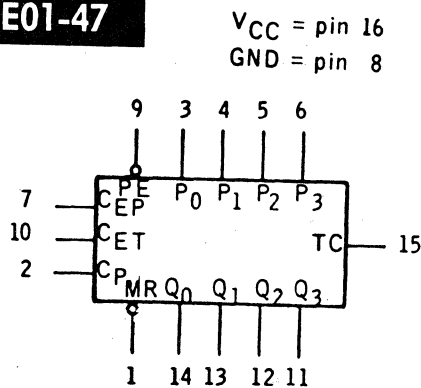 E01-47
VCC = pin 16
GND = pin 8
9 3 4 5 6
PE P0 P1 P2 P3
7 CEP
10 CET
TC 15
2 CP
MR Q0 Q1 Q2 Q3
1 14 13 12 11